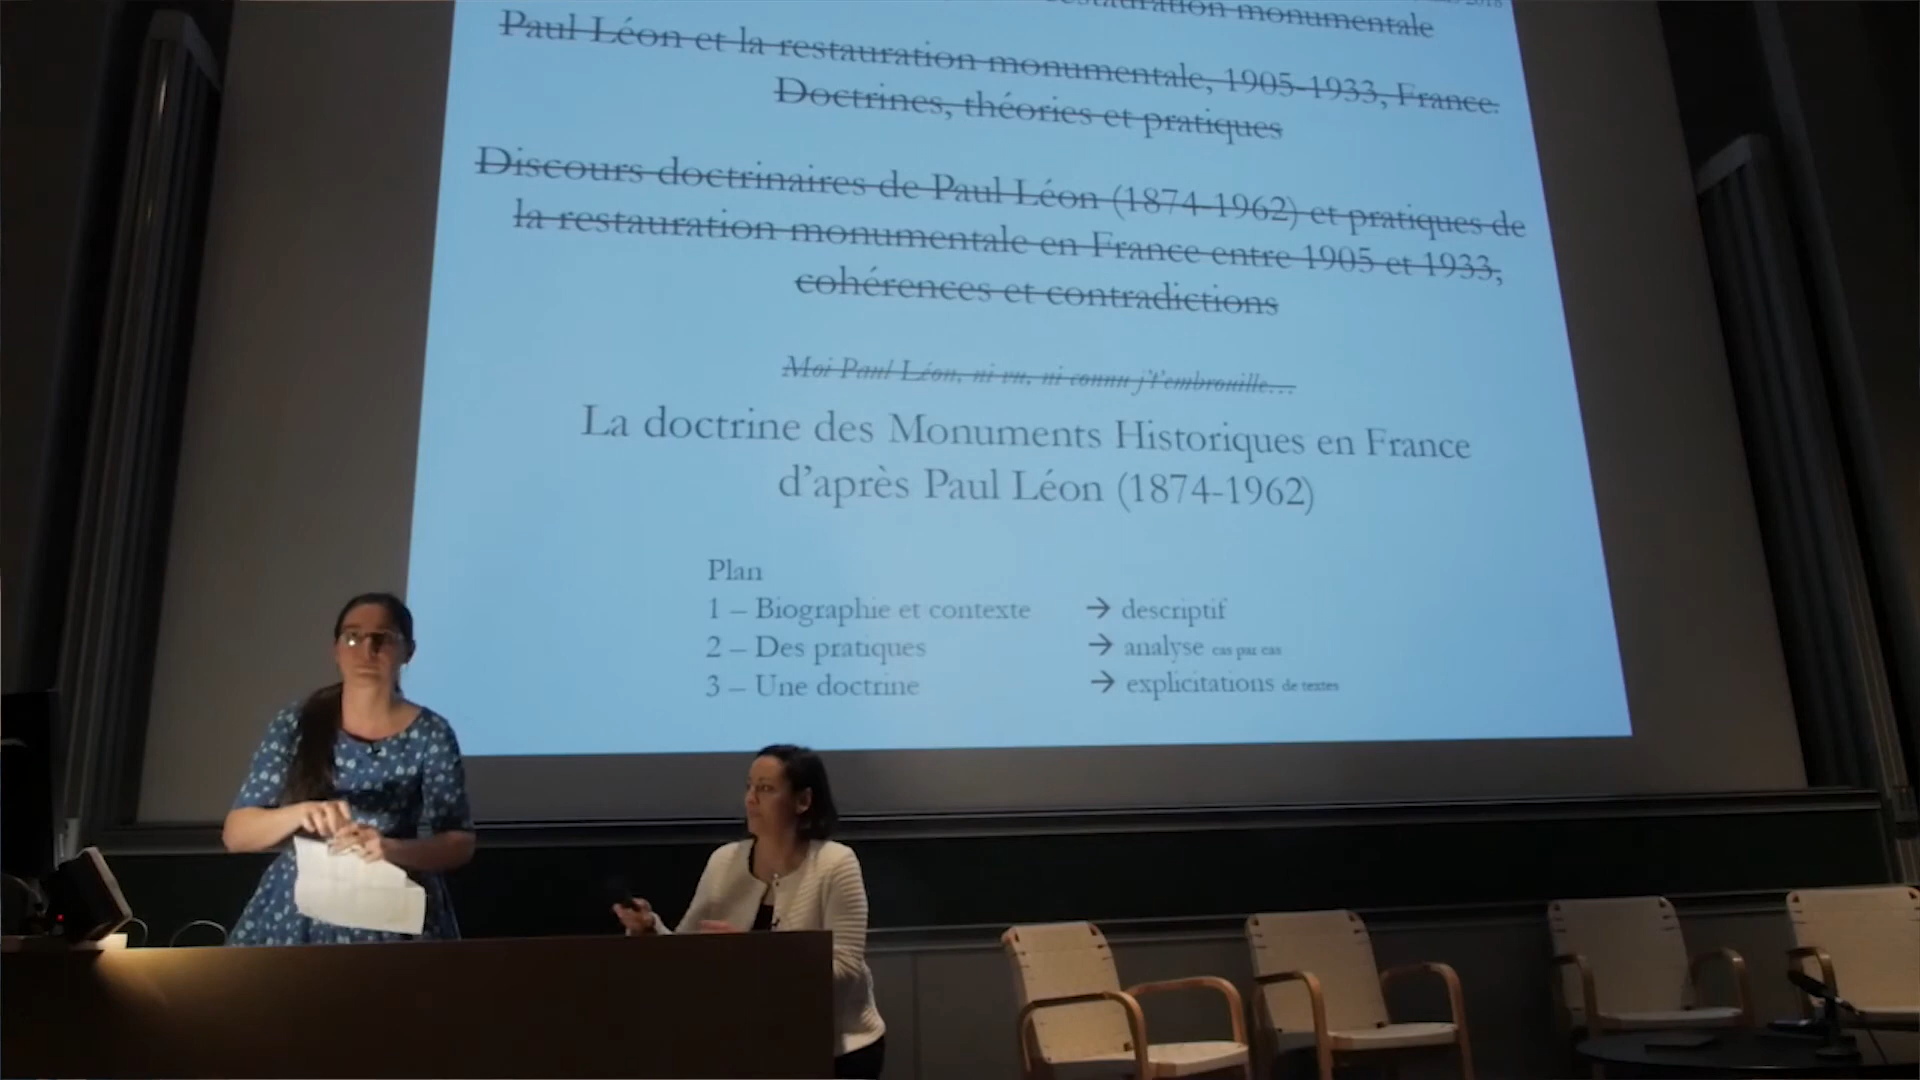 restauration monumentale
Paul Léon et la restauration monumentale, 1905-1933, France.
Doctrines, théories et pratiques
Discours doctrinaires de Paul Léon (1874-1962) et pratiques de
la restauration monumentale en France entre 1905 et 1933,
cohérences et contradictions
Moi Paul Léon, ni vu, ni connu j't'embrouille…
La doctrine des Monuments Historiques en France
d'après Paul Léon (1874-1962)
Plan
1 – Biographie et contexte → descriptif
2 – Des pratiques → analyse cas par cas
3 – Une doctrine → explicitations de textes